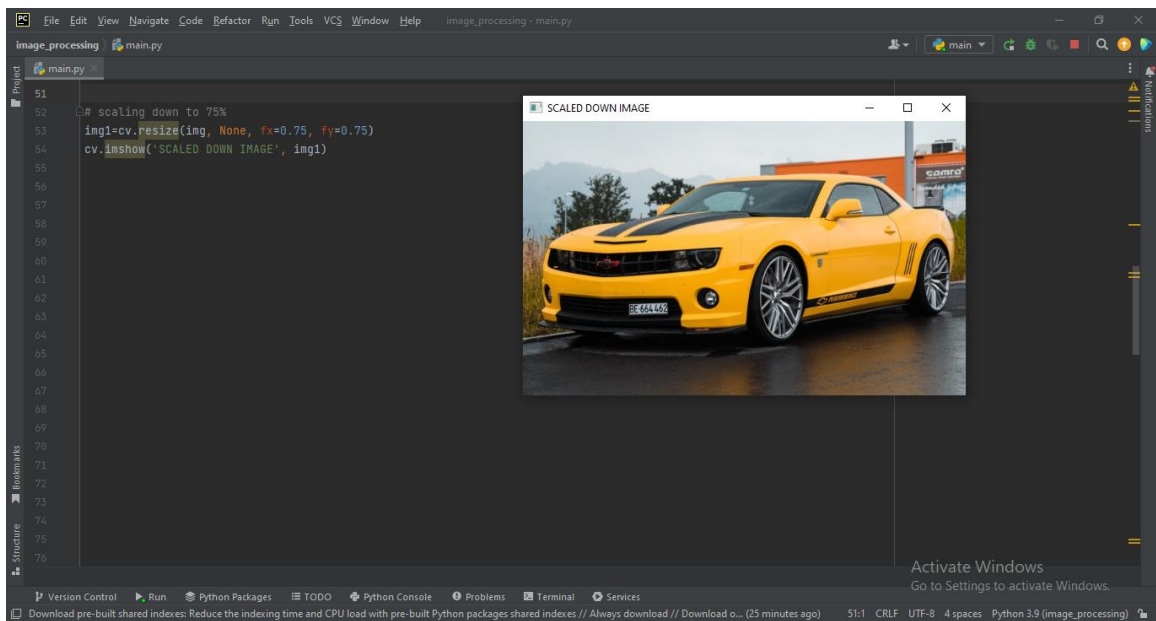 PC File Edit View Navigate Code Refactor Run Tools VCS Window Help image_processing - main.py
image_processing main.py main
Project main.py
Notifications
51
52 # scaling down to 75%
53 img1=cv.resize(img, None, fx=0.75, fy=0.75)
54 cv.imshow('SCALED DOWN IMAGE', img1)
55
56
57
58
59
60
61
62
63
64
65
66
67
68
69
70
71
72
73
74
75
76
SCALED DOWN IMAGE
camro
BE 664462
Bookmarks
Structure
Activate Windows
Go to Settings to activate Windows.
Version Control Run Python Packages TODO Python Console Problems Terminal Services
Download pre-built shared indexes: Reduce the indexing time and CPU load with pre-built Python packages shared indexes // Always download // Download o... (25 minutes ago) 51:1 CRLF UTF-8 4 spaces Python 3.9 (image_processing)